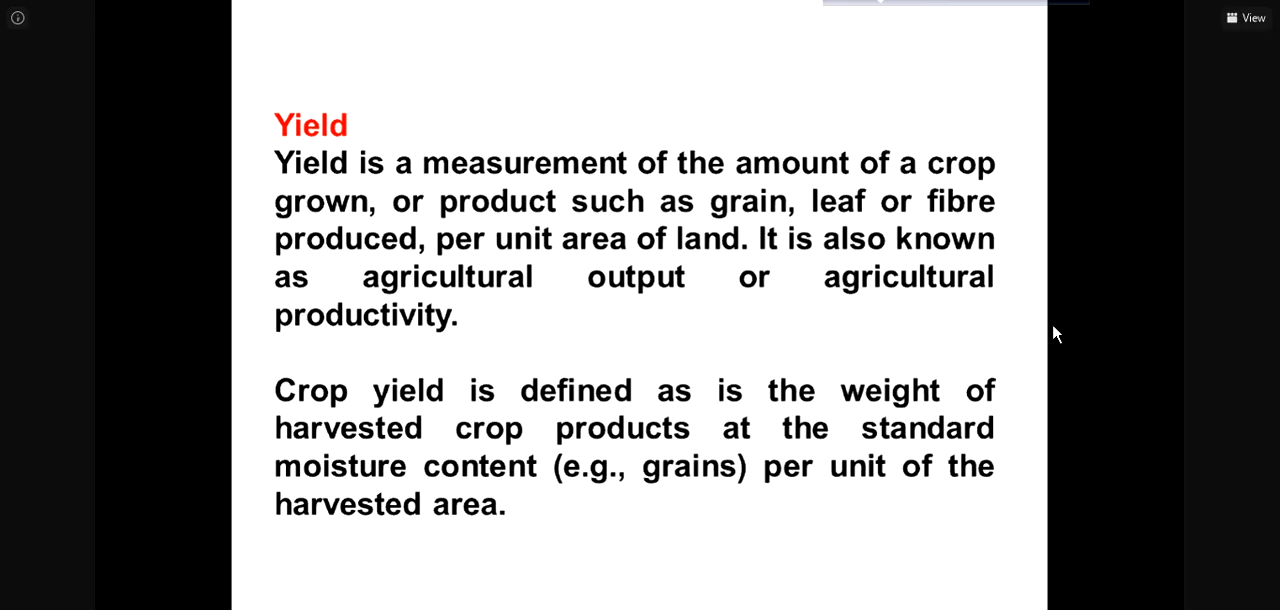 View
Yield
Yield is a measurement of the amount of a crop
grown, or product such as grain, leaf or fibre
produced, per unit area of land. It is also known
as agricultural output or agricultural
productivity.
Crop yield is defined as is the weight of
harvested crop products at the standard
moisture content (e.g., grains) per unit of the
harvested area.